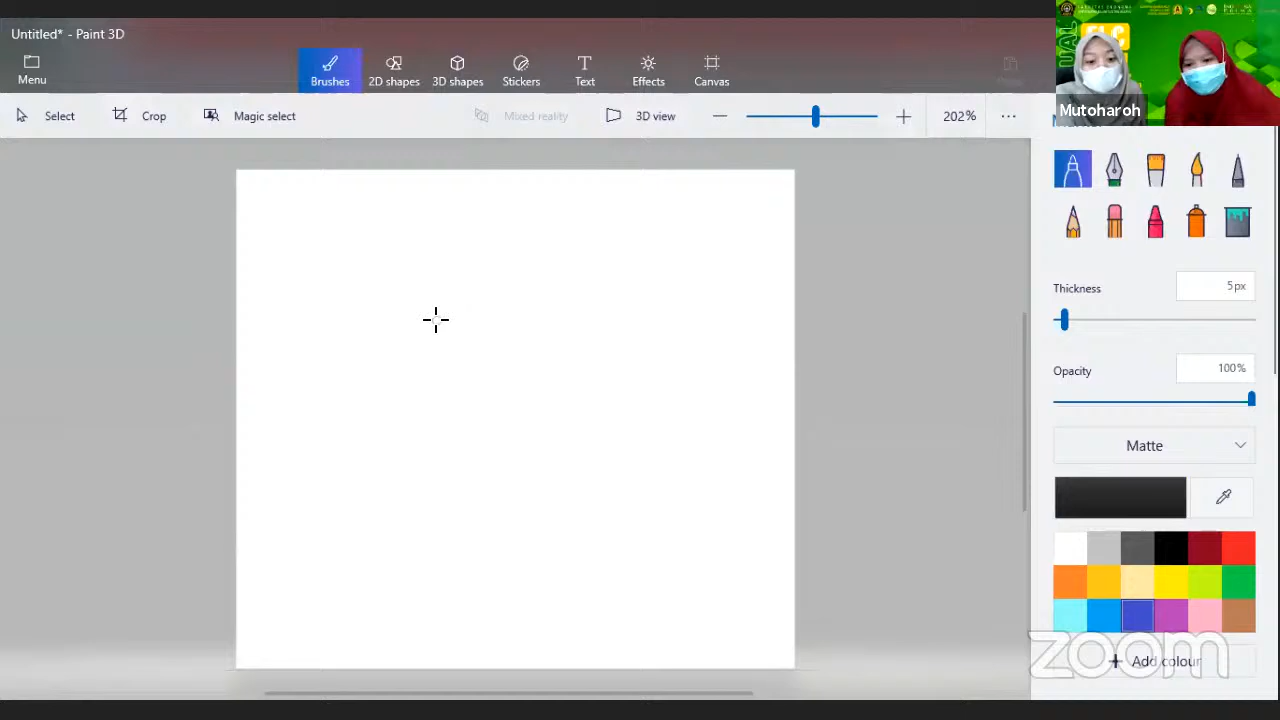 Untitled* - Paint 3D
Menu
Brushes
2D shapes
3D shapes
Stickers
Text
Effects
Canvas
Select
Crop
Magic select
Mixed reality
3D view
202%
Mutoharoh
Thickness
5px
Opacity
100%
Matte
Add colour
zoom